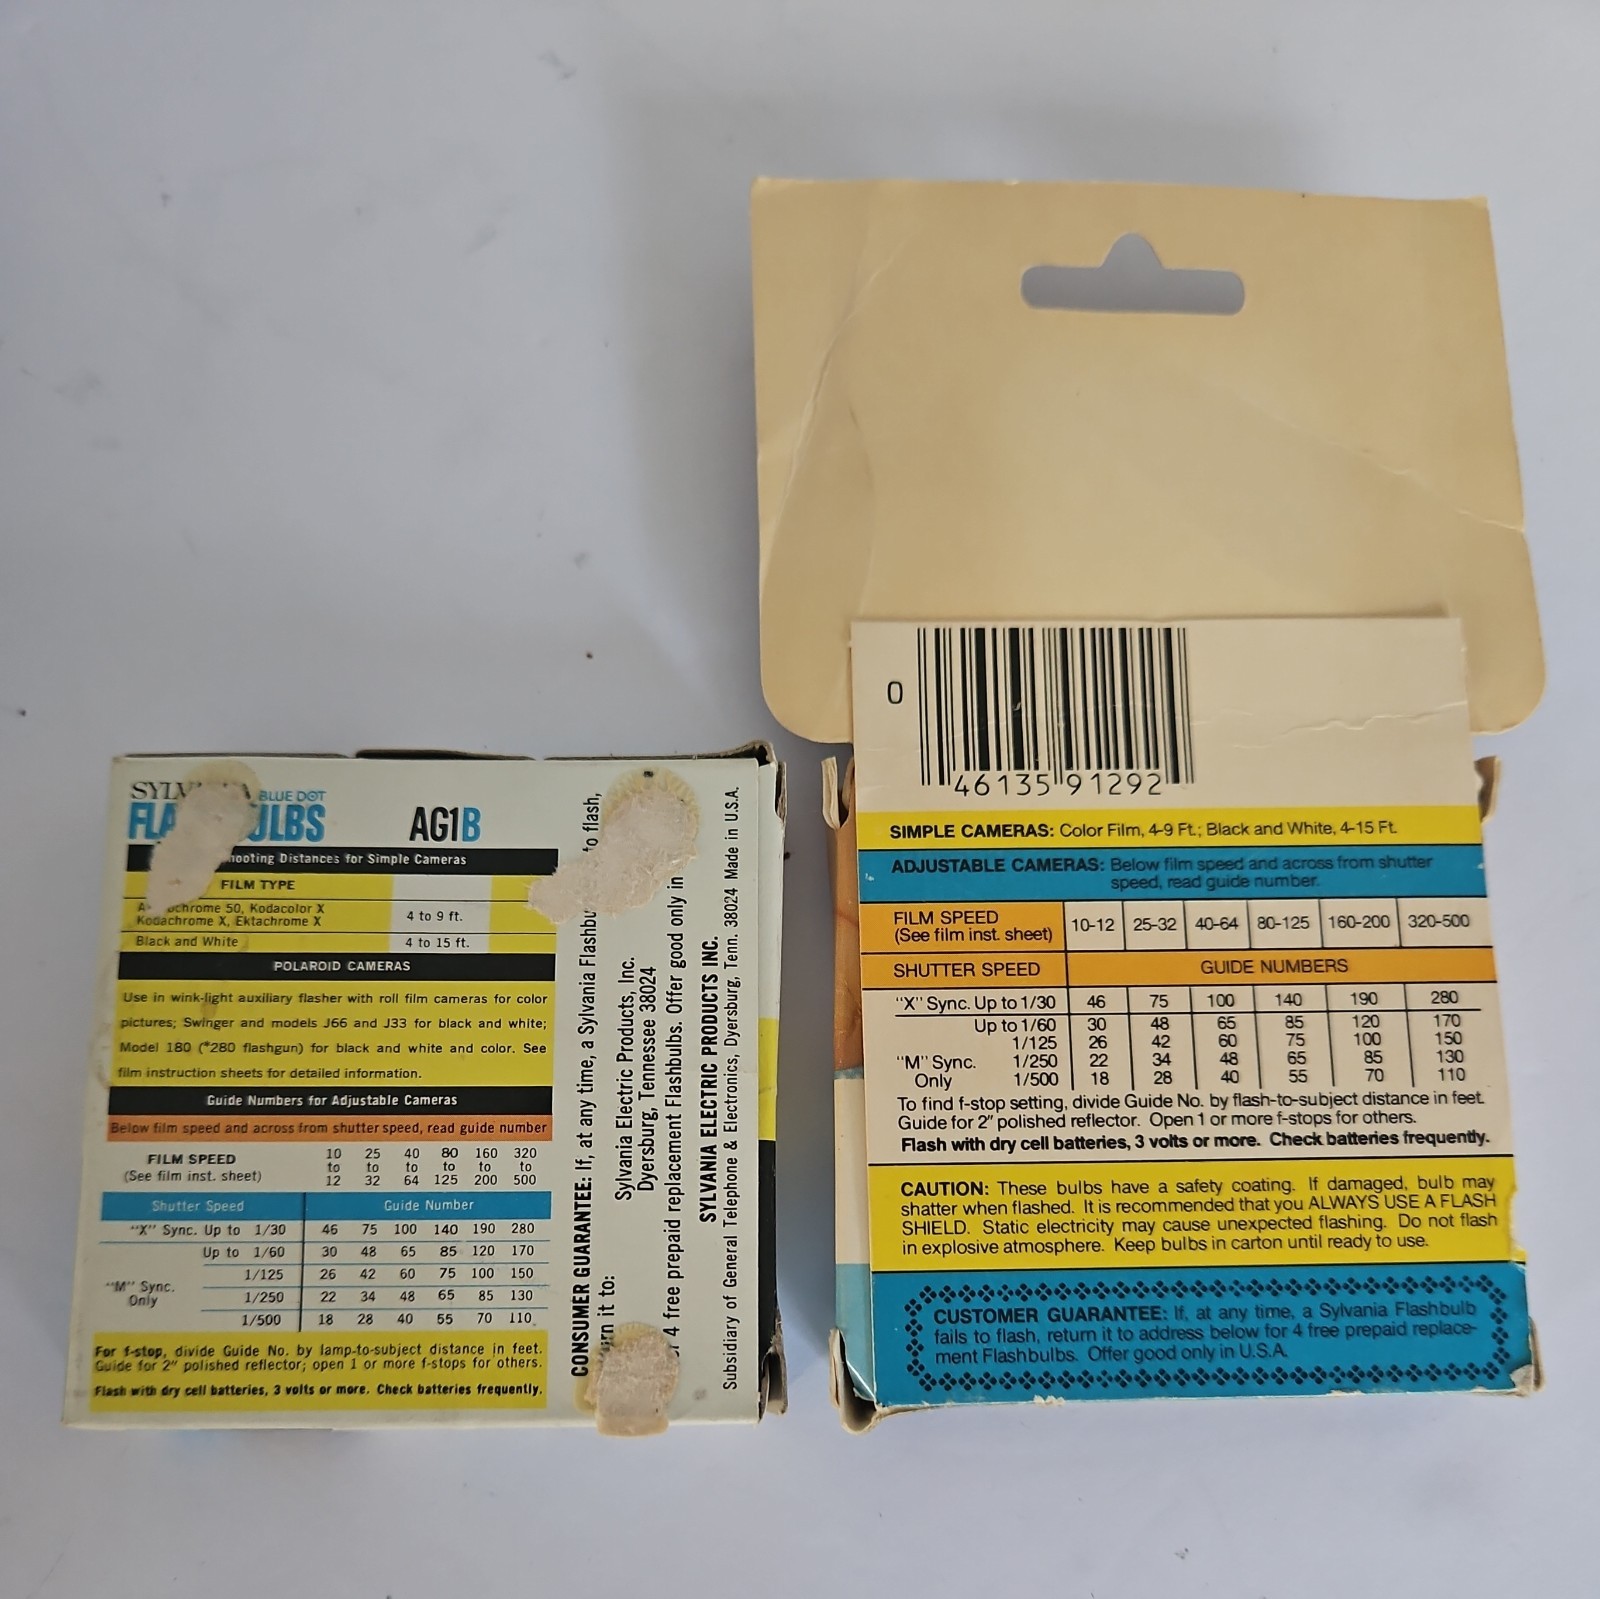 BLUE DOT
AG1B
Shooting Distances for Simple Cameras
FILM TYPE
Kodacolor X
Kodachrome X, Ektachrome X
4 to 9 ft.
Black and White 4 to 15 ft.
POLAROID CAMERAS
Use in wink-light auxiliary flasher with roll film cameras for color
pictures; Swinger and models J66 and J33 for black and white;
Model 180 (*280 flashgun) for black and white and color. See
film instruction sheets for detailed information.
Guide Numbers for Adjustable Cameras
Below film speed and across from shutter speed, read guide number
FILM SPEED 10 25 40 80 160 320
(See film inst. sheet) to to to to to to
12 32 64 125 200 500
Shutter Speed Guide Number
"X" Sync. Up to 1/30 46 75 100 140 190 280
Up to 1/60 30 48 65 85 120 170
1/125 26 42 60 75 100 150
"M" Sync. Only
1/250 22 34 48 65 85 130
1/500 18 28 40 55 70 110
For f-stop, divide Guide No. by lamp-to-subject distance in feet.
Guide for 2" polished reflector; open 1 or more f-stops for others.
Flash with dry cell batteries, 3 volts or more. Check batteries frequently.
CONSUMER GUARANTEE: If, at any time, a Sylvania to flash,
it to:
Sylvania Electric Products, Inc.
Dyersburg, Tennessee 38024
4 free prepaid replacement Flashbulbs. Offer good only in
SYLVANIA ELECTRIC PRODUCTS INC.
Subsidiary of General Telephone & Electronics, Dyersburg, Tenn. 38024 Made in U.S.A.
0 46135 91292
SIMPLE CAMERAS: Color Film, 4-9 Ft.; Black and White, 4-15 Ft.
ADJUSTABLE CAMERAS: Below film speed and across from shutter
speed, read guide number.
FILM SPEED
(See film inst. sheet) 10-12 25-32 40-64 80-125 160-200 320-500
SHUTTER SPEED GUIDE NUMBERS
"X" Sync. Up to 1/30 46 75 100 140 190 280
Up to 1/60 30 48 65 85 120 170
1/125 26 42 60 75 100 150
"M" Sync. 1/250 22 34 48 65 85 130
Only 1/500 18 28 40 55 70 110
To find f-stop setting, divide Guide No. by flash-to-subject distance in feet.
Guide for 2" polished reflector. Open 1 or more f-stops for others.
Flash with dry cell batteries, 3 volts or more. Check batteries frequently.
CAUTION: These bulbs have a safety coating. If damaged, bulb may
shatter when flashed. It is recommended that you ALWAYS USE A FLASH
SHIELD. Static electricity may cause unexpected flashing. Do not flash
in explosive atmosphere. Keep bulbs in carton until ready to use.
CUSTOMER GUARANTEE: If, at any time, a Sylvania Flashbulb
fails to flash, return it to address below for 4 free prepaid replace-
ment Flashbulbs. Offer good only in U.S.A.